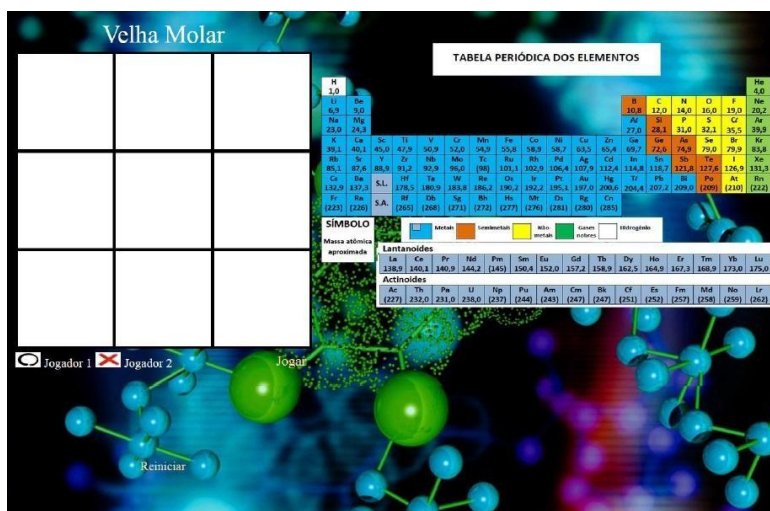 Velha Molar
TABELA PERIÓDICA DOS ELEMENTOS
H He
1,0 4,0
Li Be B C N O F Ne
6,9 9,0 10,8 12,0 14,0 16,0 19,0 20,2
Na Mg Al Si P S Cl Ar
23,0 24,3 27,0 28,1 31,0 32,1 35,5 39,9
K Ca Sc Ti V Cr Mn Fe Co Ni Cu Zn Ga Ge As Se Br Kr
39,1 40,1 45,0 47,9 50,9 52,0 54,9 55,8 58,9 58,7 63,5 65,4 69,7 72,6 74,9 79,0 79,9 83,8
Rb Sr Y Zr Nb Mo Tc Ru Rh Pd Ag Cd In Sn Sb Te I Xe
85,1 87,6 88,9 91,2 92,9 96,0 (98) 101,1 102,9 106,4 107,9 112,4 114,8 118,7 121,8 127,6 126,9 131,3
Cs Ba S.L. Hf Ta W Re Os Ir Pt Au Hg Tl Pb Bi Po At Rn
132,9 137,3 178,5 180,9 183,8 186,2 190,2 192,2 195,1 197,0 200,6 204,4 207,2 209,0 (209) (210) (222)
Fr Ra S.A. Rf Db Sg Bh Hs Mt Ds Rg Cn
(223) (226) (265) (268) (271) (272) (277) (276) (281) (280) (285)
SÍMBOLO
Massa atômica
aproximada
Metais Semimetais Não metais Gases nobres Hidrogênio
Lantanoides
La Ce Pr Nd Pm Sm Eu Gd Tb Dy Ho Er Tm Yb Lu
138,9 140,1 140,9 144,2 (145) 150,4 152,0 157,2 158,9 162,5 164,9 167,3 168,9 173,0 175,0
Actinoides
Ac Th Pa U Np Pu Am Cm Bk Cf Es Fm Md No Lr
(227) 232,0 231,0 238,0 (237) (244) (243) (247) (247) (251) (252) (257) (258) (259) (262)
Jogador 1 Jogador 2 Jogar
Reiniciar